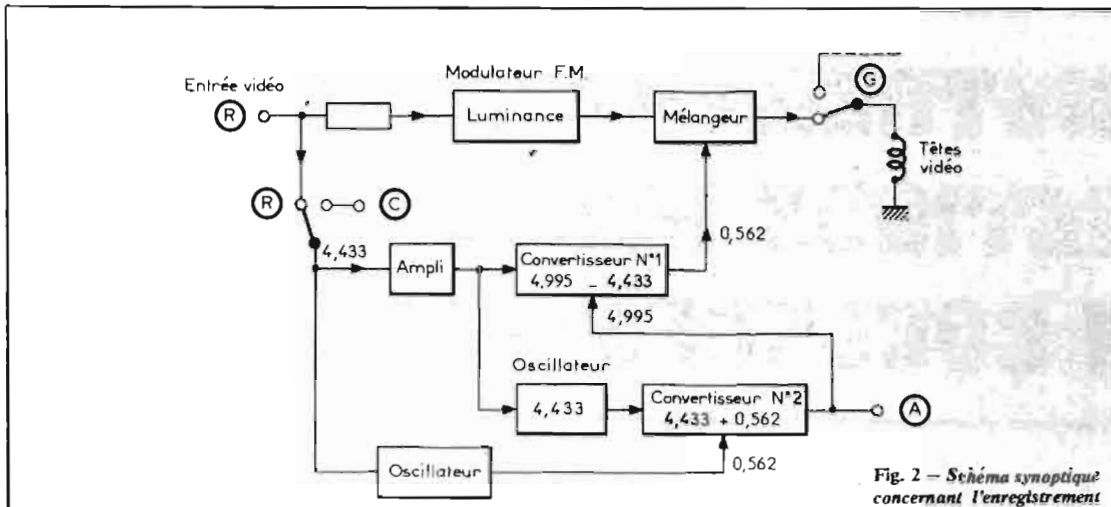 Entrée vidéo
R
Modulateur F.M
Luminance
Mélangeur
G
Têtes
vidéo
R
C
4,433
Ampli
Convertisseur N°1
4,995 - 4,433
0,562
4,995
Oscillateur
4,433
Convertisseur N°2
4,433 + 0,562
A
Oscillateur
0,562
Fig. 2 — Schéma synoptique
concernant l'enregistrement